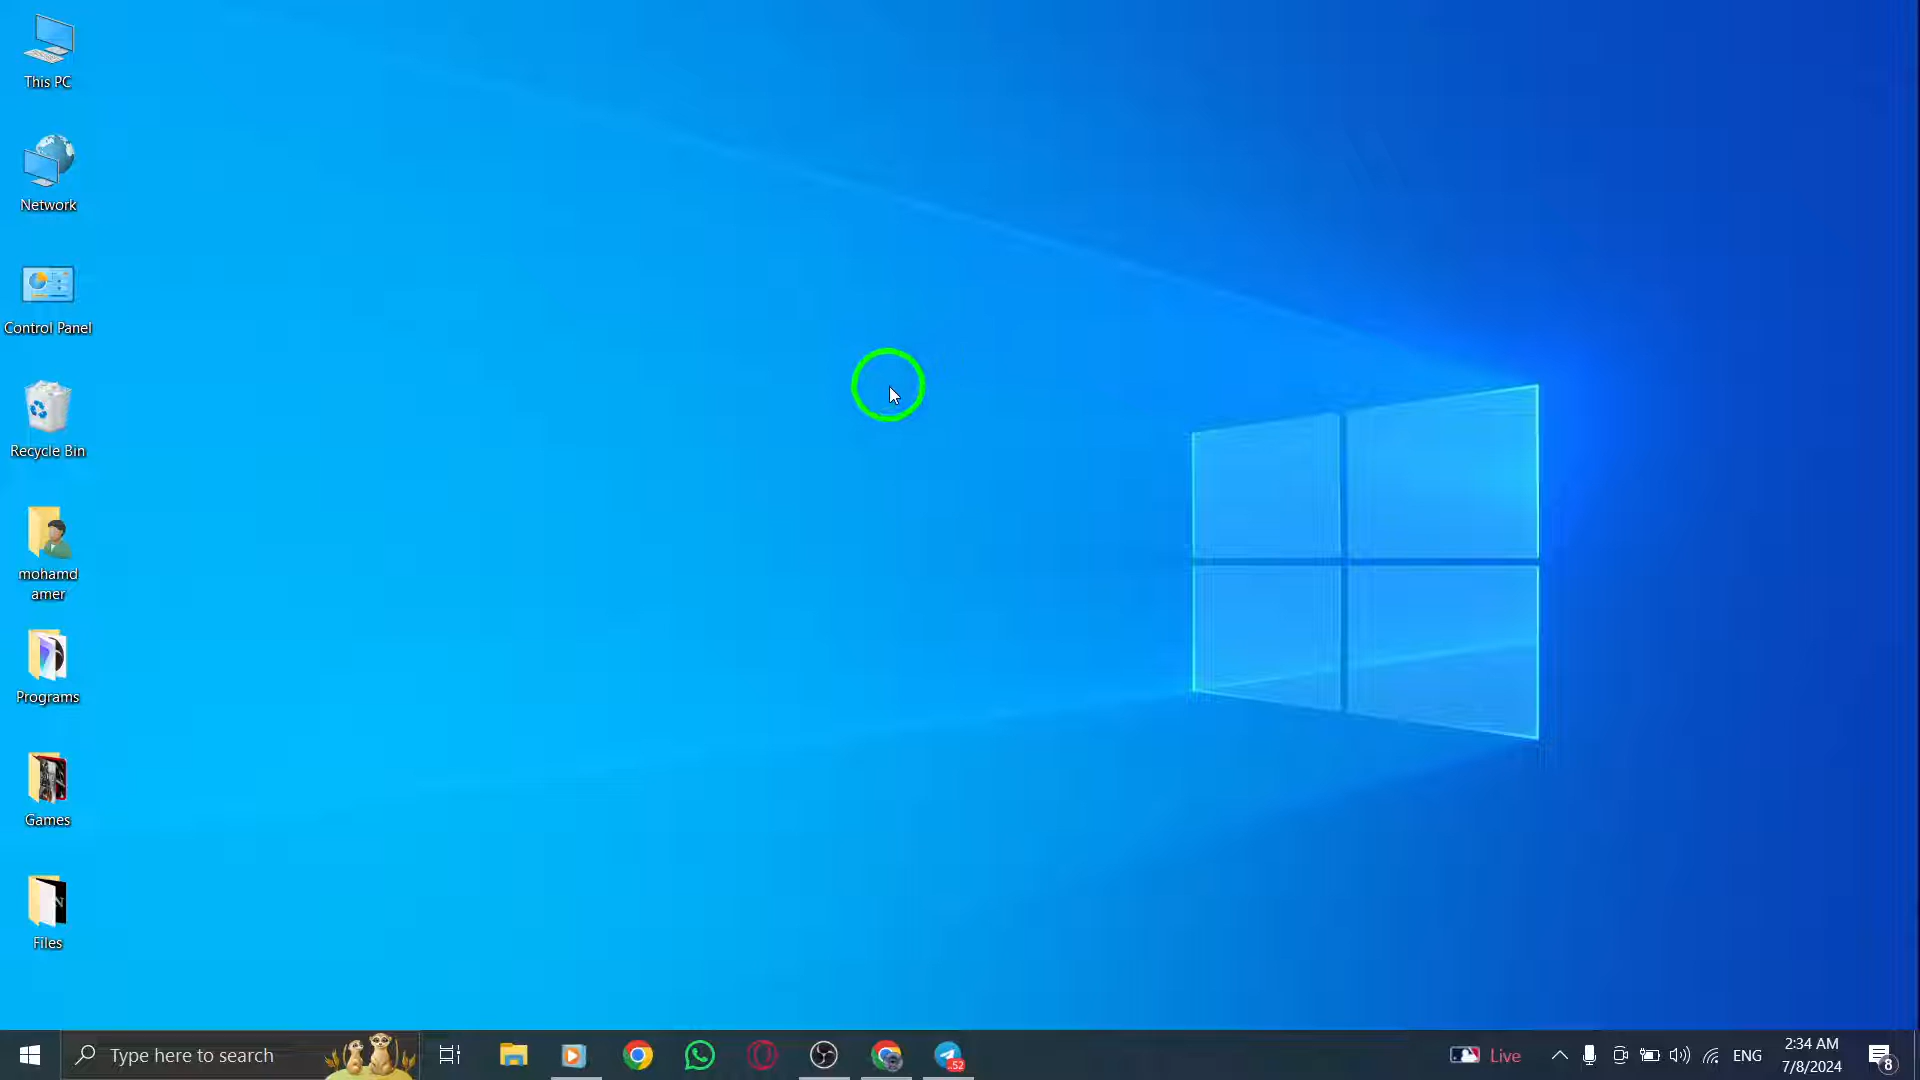 This PC
Network
Control Panel
Recycle Bin
mohamd
amer
Programs
Games
Files
Type here to search
52
Live
ENG
2:34 AM
7/8/2024
8